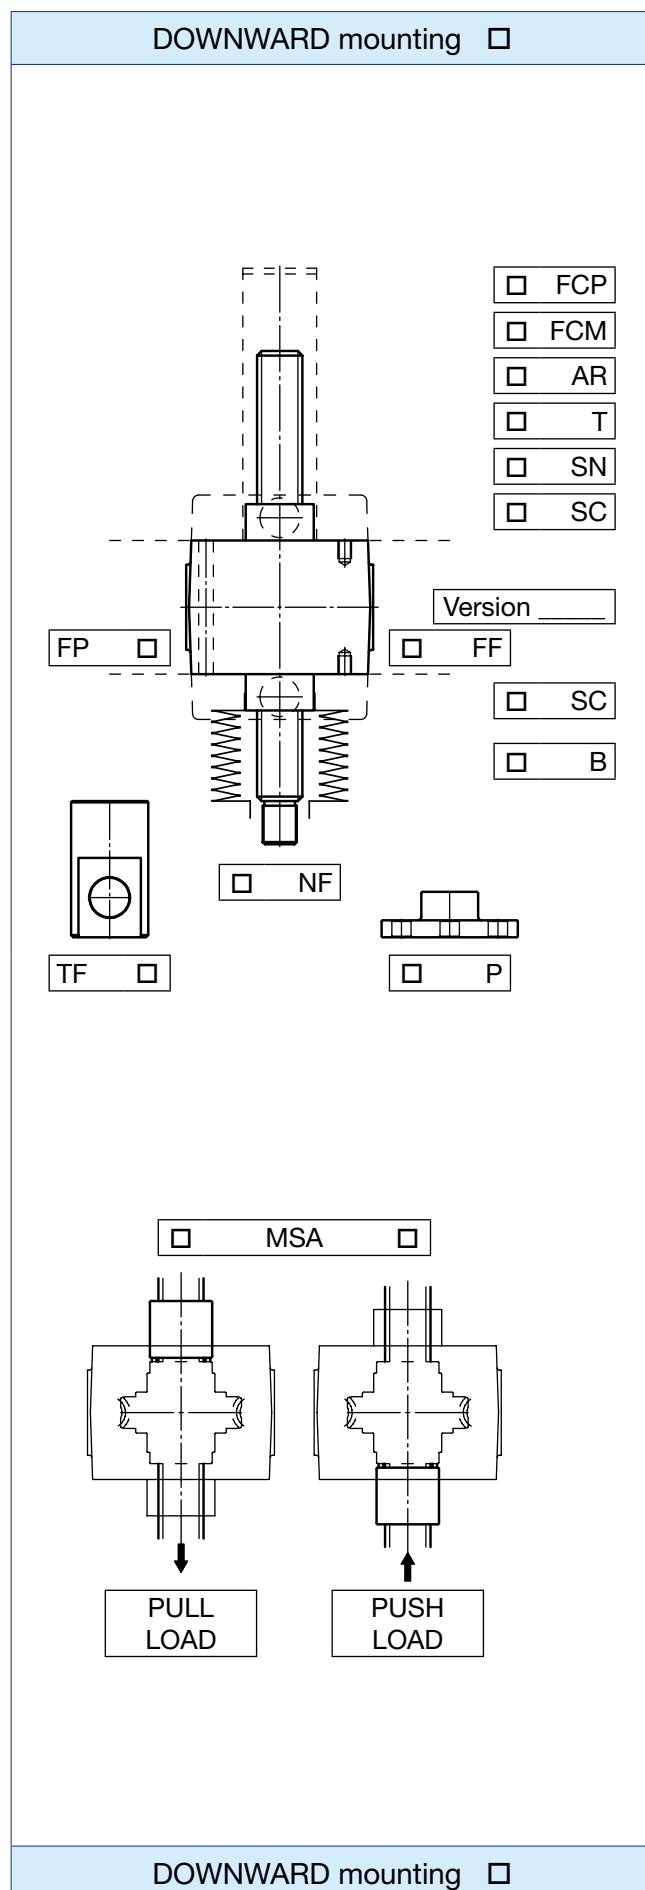 DOWNWARD mounting
FCP
FCM
AR
T
SN
SC
Version _____
FP
FF
SC
B
NF
TF
P
MSA
PULL
LOAD
PUSH
LOAD
DOWNWARD mounting